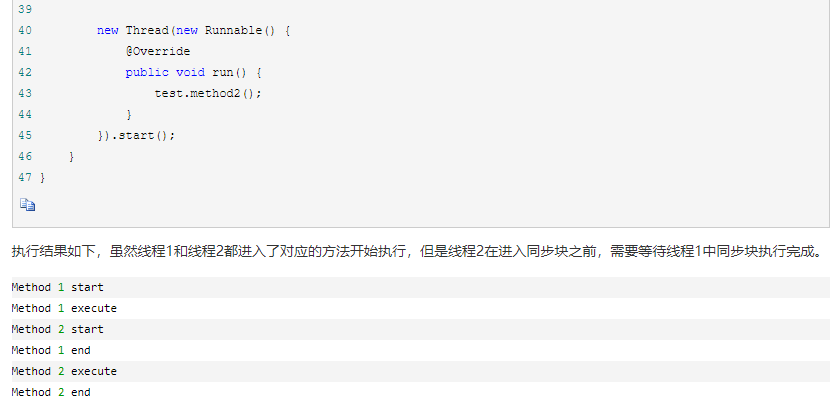 39
40 new Thread(new Runnable() {
41 @Override
42 public void run() {
43 test.method2();
44 }
45 }).start();
46 }
47 }
执行结果如下，虽然线程1和线程2都进入了对应的方法开始执行，但是线程2在进入同步块之前，需要等待线程1中同步块执行完成。
Method 1 start
Method 1 execute
Method 2 start
Method 1 end
Method 2 execute
Method 2 end